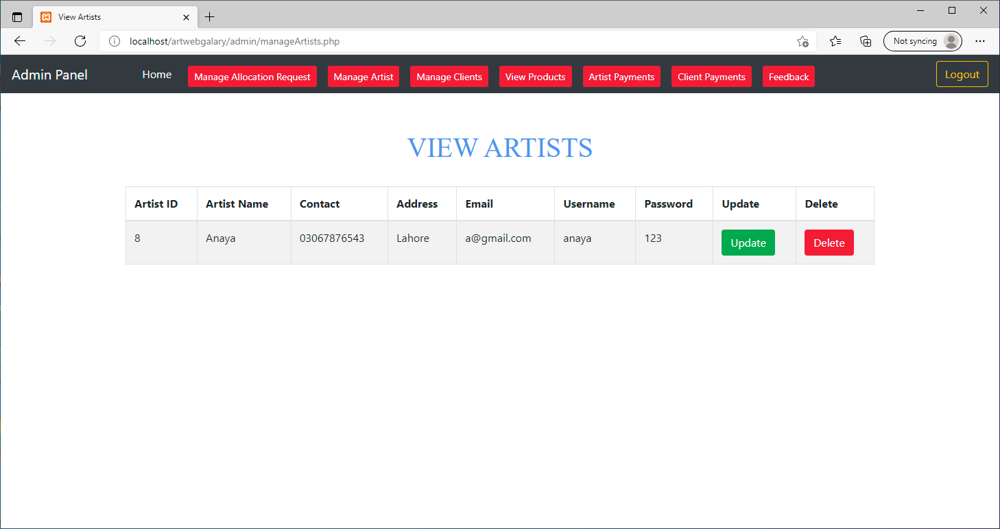 View Artists
localhost/artwebgalary/admin/manageArtists.php
Not syncing
Admin Panel Home Manage Allocation Request Manage Artist Manage Clients View Products Artist Payments Client Payments Feedback Logout
VIEW ARTISTS
Artist ID Artist Name Contact Address Email Username Password Update Delete
8 Anaya 03067876543 Lahore a@gmail.com anaya 123 Update Delete